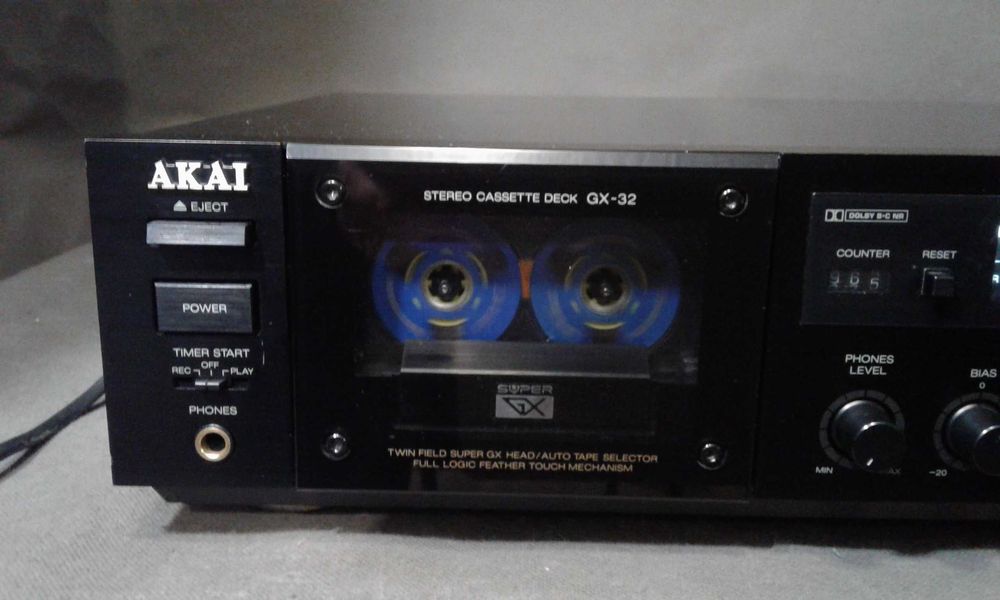 AKAI
EJECT
POWER
TIMER START
OFF
REC PLAY
PHONES
STEREO CASSETTE DECK GX-32
SUPER
GX
TWIN FIELD SUPER GX HEAD/AUTO TAPE SELECTOR
FULL LOGIC FEATHER TOUCH MECHANISM
DOLBY B-C NR
COUNTER RESET
PHONES
LEVEL
MIN
BIAS
0
-20